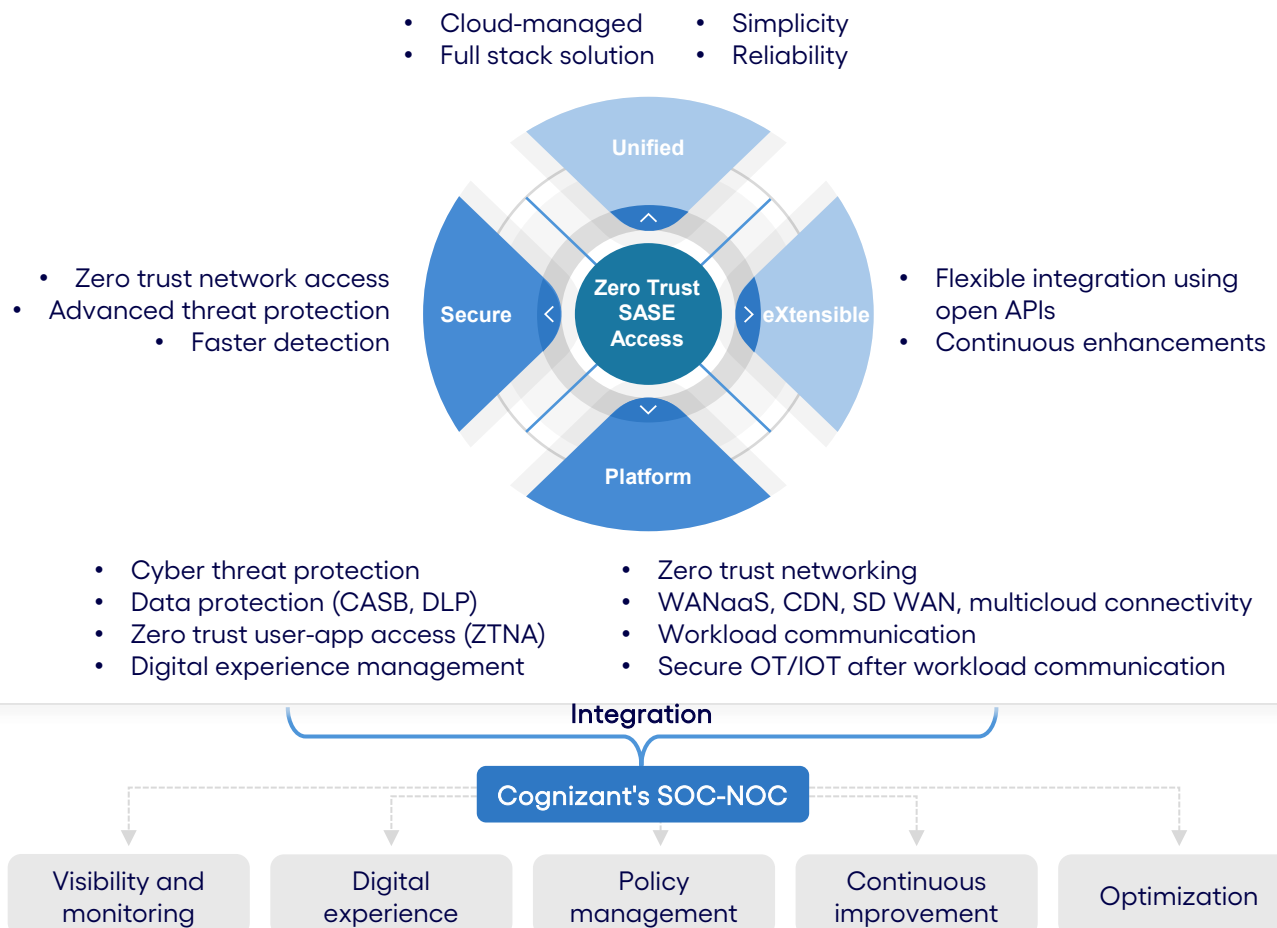 • Cloud-managed
• Full stack solution
• Simplicity
• Reliability
Unified
• Zero trust network access
• Advanced threat protection
• Faster detection
Secure
Zero Trust
SASE
Access
eXtensible
• Flexible integration using
open APIs
• Continuous enhancements
Platform
• Cyber threat protection
• Data protection (CASB, DLP)
• Zero trust user-app access (ZTNA)
• Digital experience management
• Zero trust networking
• WANaaS, CDN, SD WAN, multicloud connectivity
• Workload communication
• Secure OT/IOT after workload communication
Integration
Cognizant's SOC-NOC
Visibility and
monitoring
Digital
experience
Policy
management
Continuous
improvement
Optimization